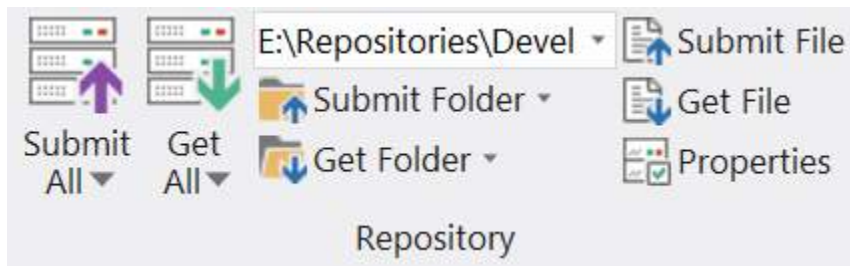 E:\Repositories\Devel
Submit File
Submit Folder
Get File
Submit
All
Get
All
Get Folder
Properties
Repository